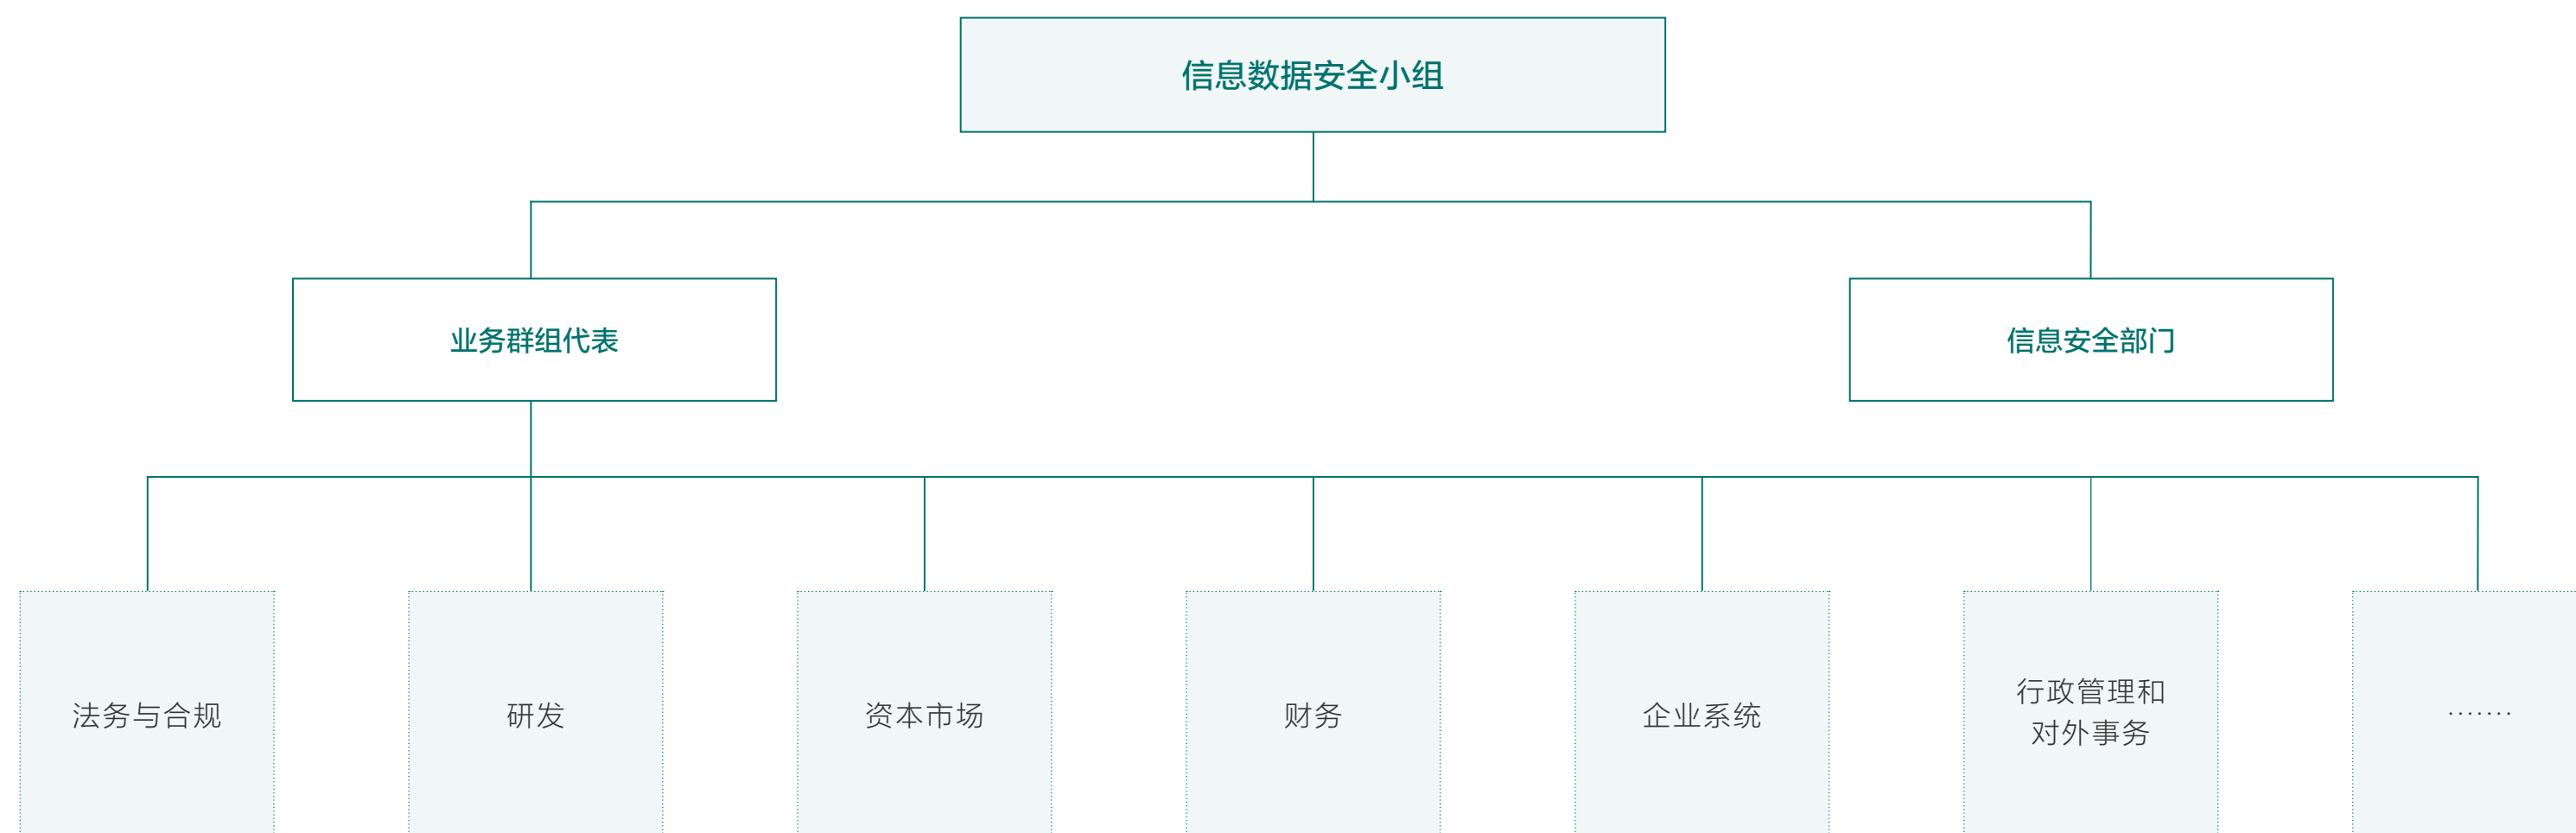 信息数据安全小组
业务群组代表
信息安全部门
法务与合规
研发
资本市场
财务
企业系统
行政管理和
对外事务
·······